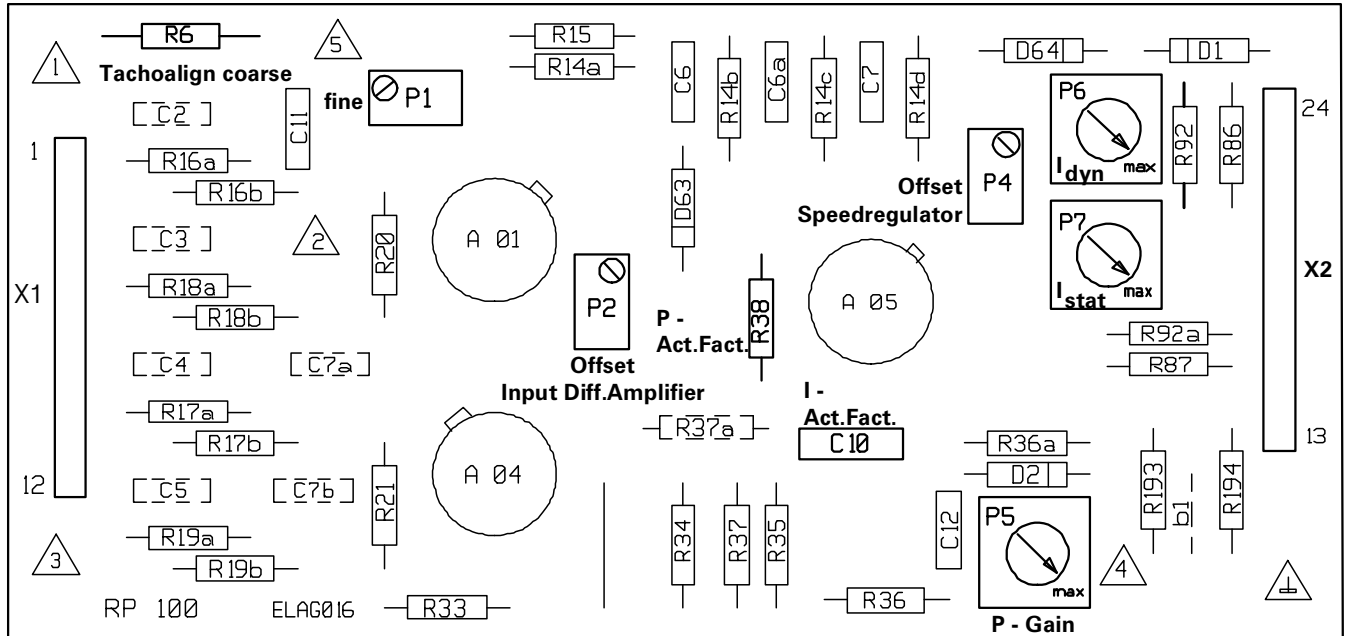 R6
5
R15
D64
D1
1
Tachoalign coarse
R14a
fine
P1
C6
R14b
C6a
R14c
C7
R14d
P6
I dyn
max
R92
R86
24
C2
C11
1
R16a
R16b
P4
Offset
Speedregulator
D63
P7
I stat
max
X2
C3
2
R20
A 01
X1
R18a
R18b
P2
P -
Act.Fact.
R38
A 05
R92a
R87
C4
C7a
Offset
Input Diff.Amplifier
I -
Act.Fact.
C10
R17a
R17b
R37a
R36a
D2
13
12
C5
C7b
R21
A 04
R193
b1
R194
R19a
R19b
R34
R37
R35
C12
P5
max
4
3
RP 100
ELAG016
R33
R36
P - Gain